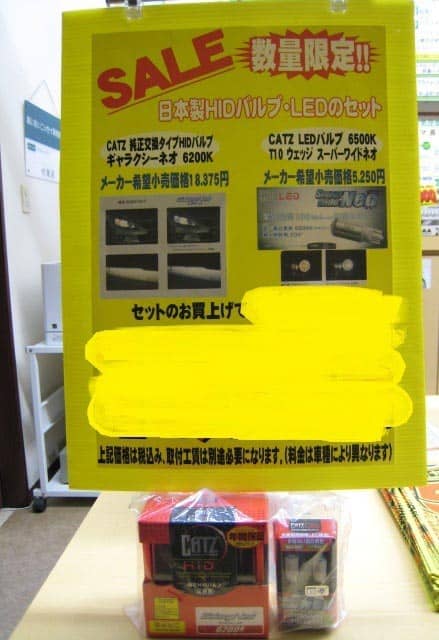 SALE
数量限定!!
日本製HIDバルブ・LEDのセット
CATZ 純正交換タイプHIDバルブ
ギャラクシーネオ 6200K
メーカー希望小売価格18.375円
CATZ LEDバルブ 6500K
T10 ウェッジ スーパーワイドネオ
メーカー希望小売価格5.250円
LED
Neo
セットのお買上げで
上記価格は税込み、取付工賃は別途必要になります。(料金は車種により異なります)
CATZ
HID
6200K
CATZ